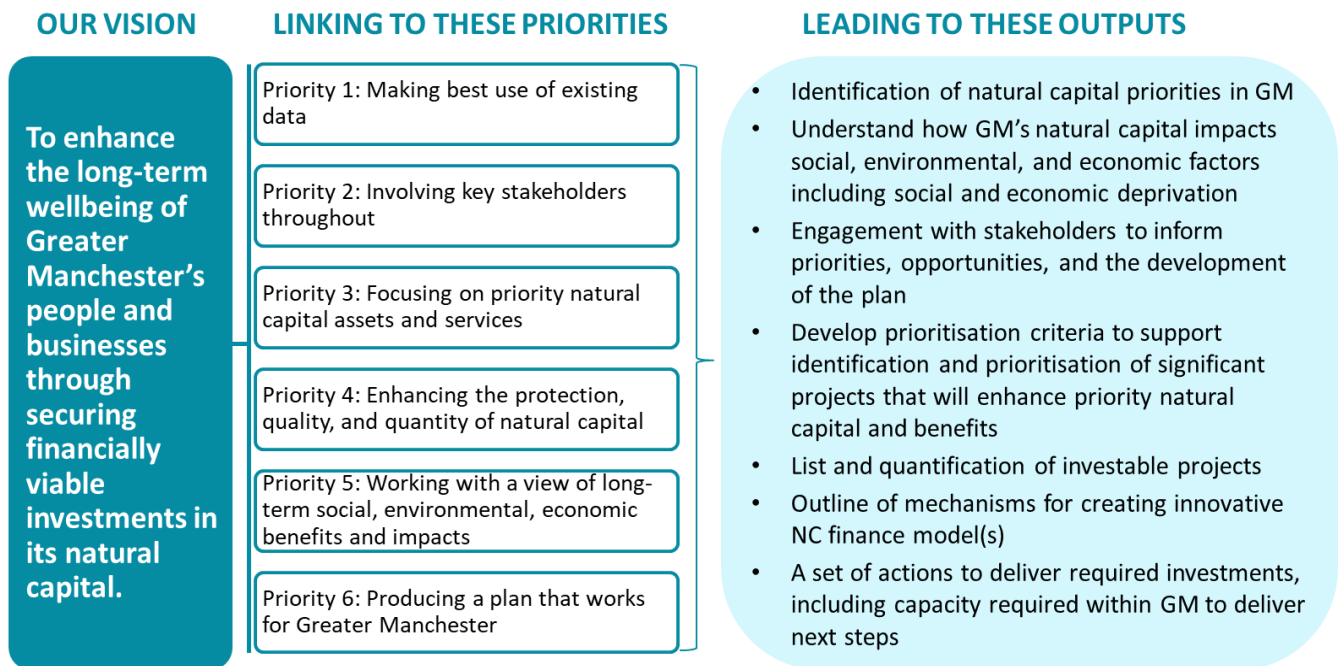 OUR VISION
To enhance
the long-term
wellbeing of
Greater
Manchester’s
people and
businesses
through
securing
financially
viable
investments in
its natural
capital.
LINKING TO THESE PRIORITIES
Priority 1: Making best use of existing
data
Priority 2: Involving key stakeholders
throughout
Priority 3: Focusing on priority natural
capital assets and services
Priority 4: Enhancing the protection,
quality, and quantity of natural capital
Priority 5: Working with a view of long-
term social, environmental, economic
benefits and impacts
Priority 6: Producing a plan that works
for Greater Manchester
LEADING TO THESE OUTPUTS
• Identification of natural capital priorities in GM
• Understand how GM’s natural capital impacts
social, environmental, and economic factors
including social and economic deprivation
• Engagement with stakeholders to inform
priorities, opportunities, and the development
of the plan
• Develop prioritisation criteria to support
identification and prioritisation of significant
projects that will enhance priority natural
capital and benefits
• List and quantification of investable projects
• Outline of mechanisms for creating innovative
NC finance model(s)
• A set of actions to deliver required investments,
including capacity required within GM to deliver
next steps